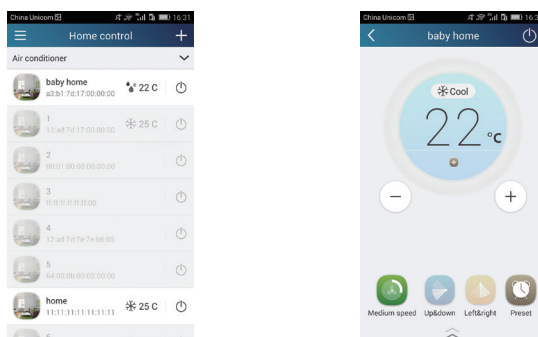 China Unicom 16:31
Home control
Air conditioner
baby home
a3:b1:7d:17:00:00:00
22 C
1
12:ad:7d:17:00:00:00
25 C
2
00:01:00:00:00:00:00
3
ff:ff:ff:ff:ff:ff:00
4
12:ad:7d:7e:7e:b6:05
5
64:00:0b:00:02:00:00
home
11:11:11:11:11:11:11
25 C
6
China Unicom 16:3
baby home
Cool
22 °C
Medium speed Up&down Left&right Preset